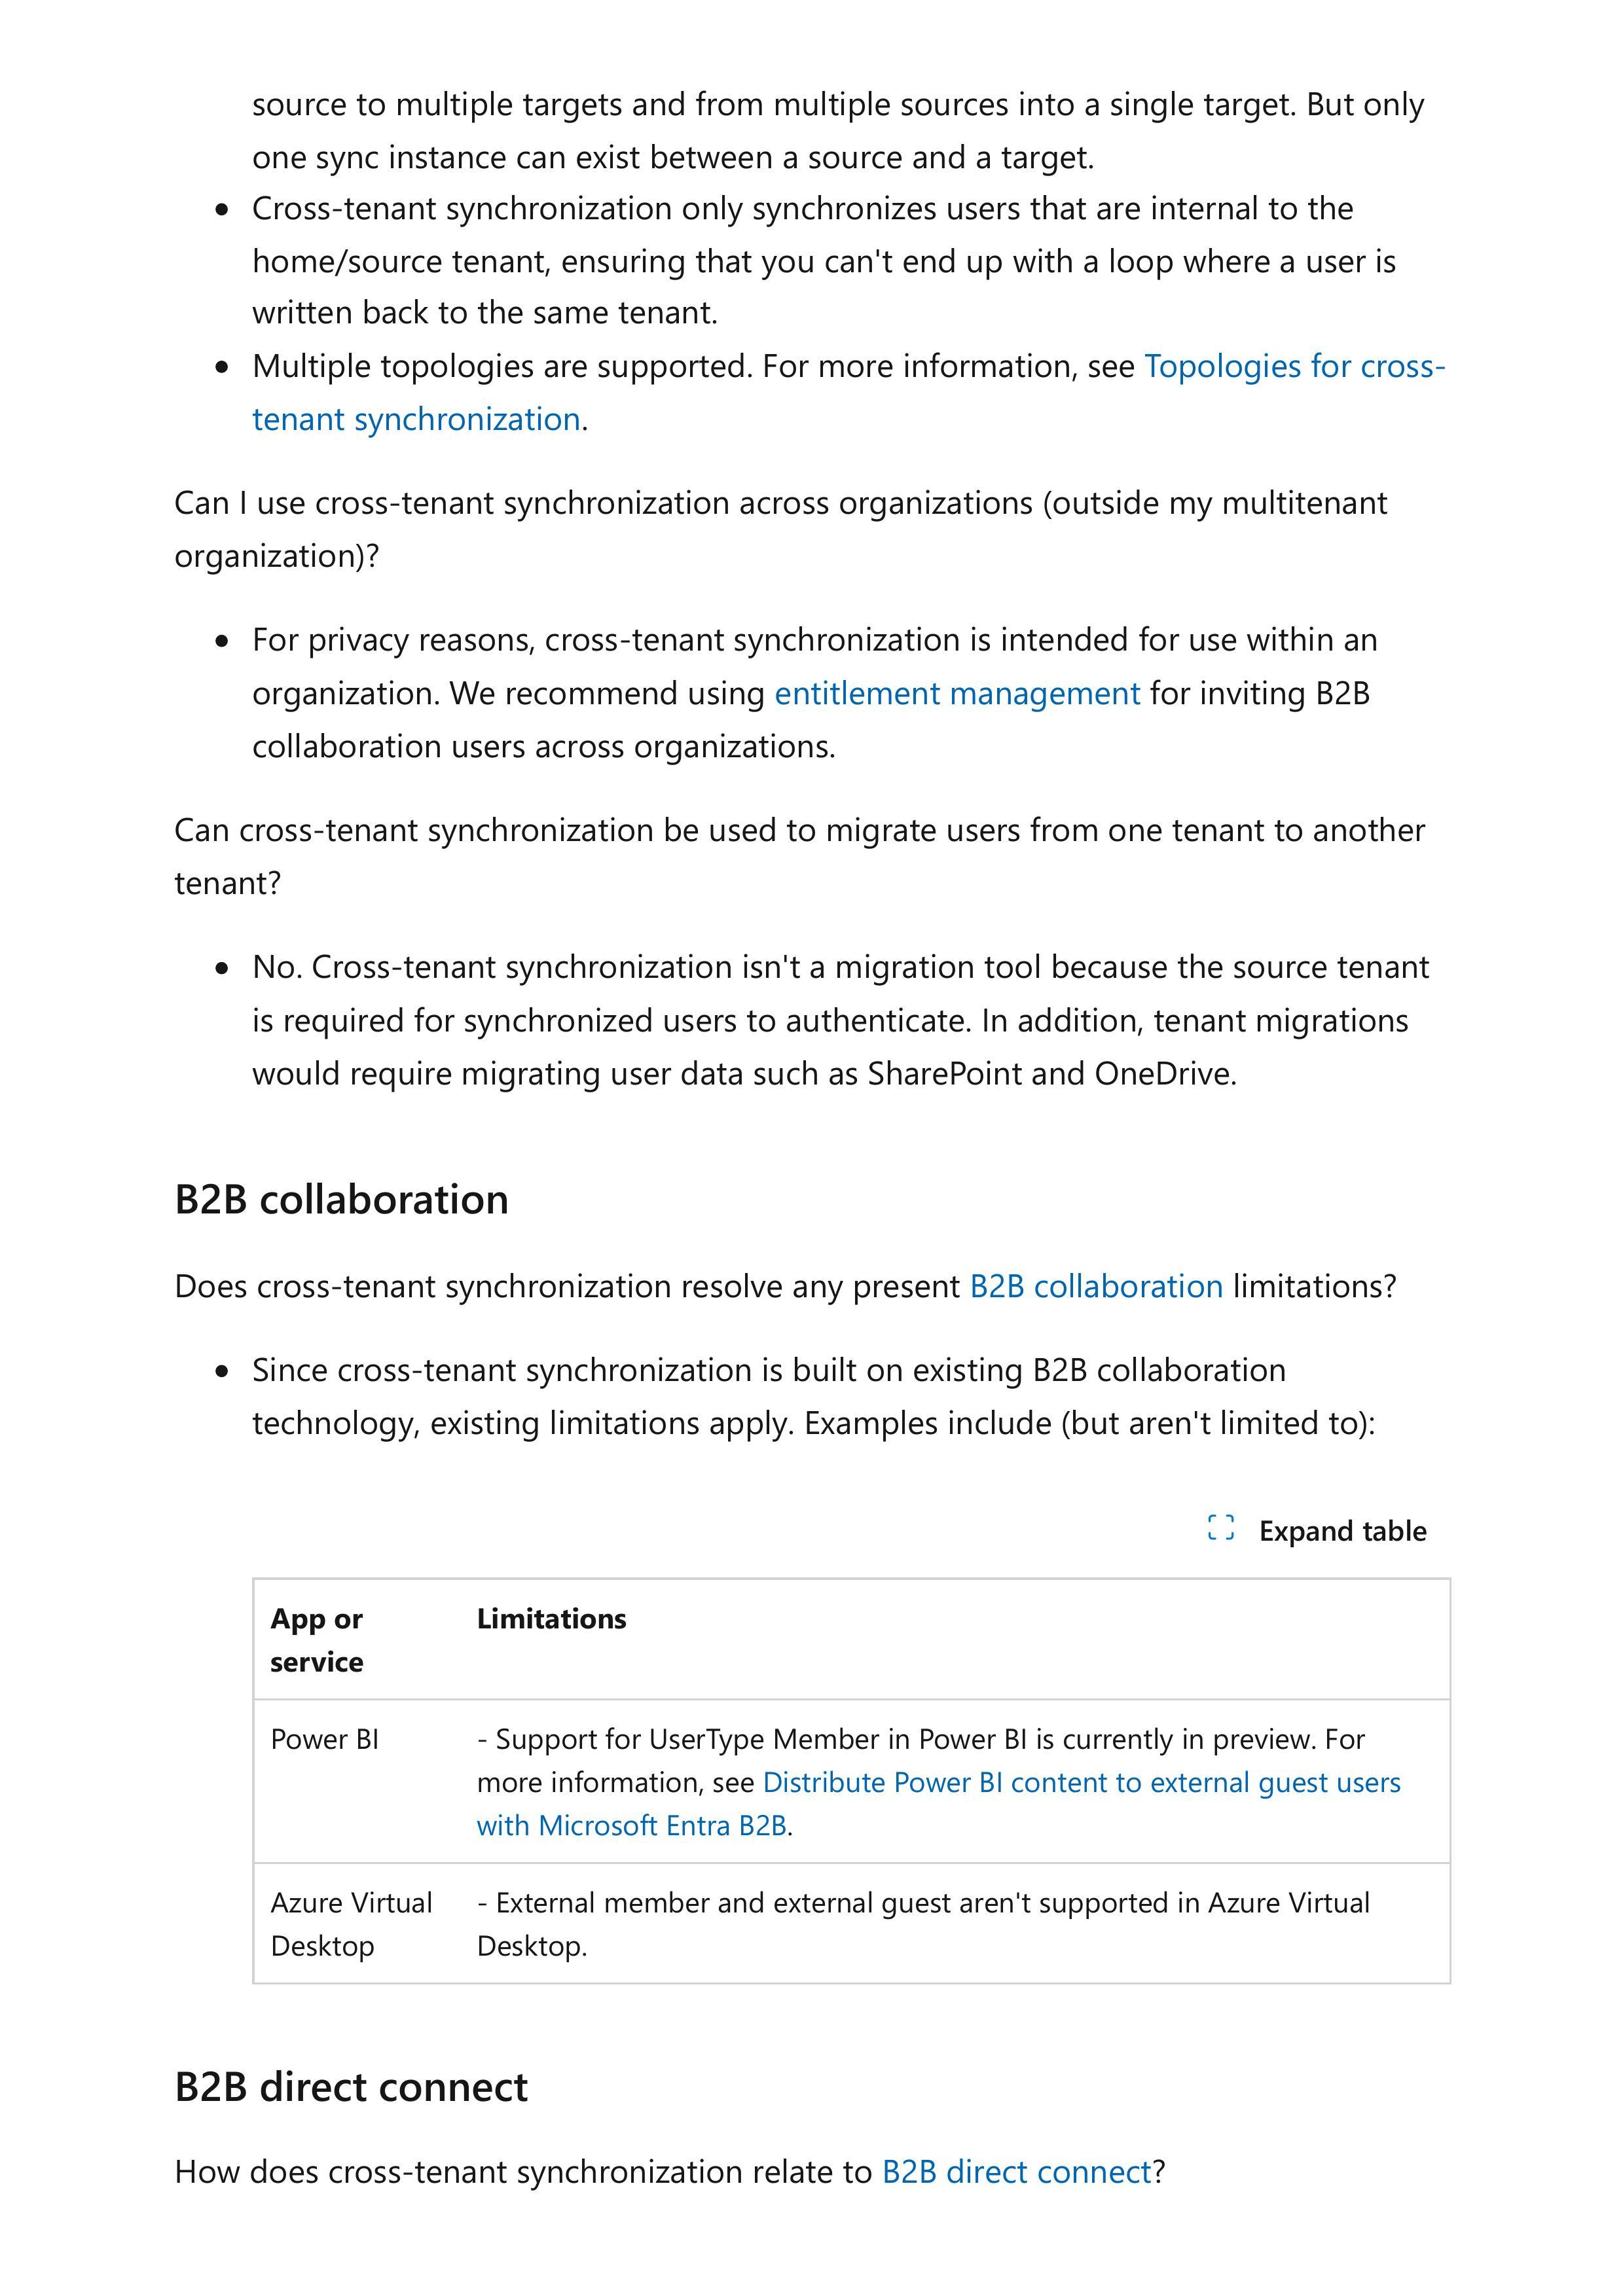 source to multiple targets and from multiple sources into a single target. But only
one sync instance can exist between a source and a target.
• Cross-tenant synchronization only synchronizes users that are internal to the
home/source tenant, ensuring that you can't end up with a loop where a user is
written back to the same tenant.
• Multiple topologies are supported. For more information, see Topologies for cross-
tenant synchronization.
Can I use cross-tenant synchronization across organizations (outside my multitenant
organization)?
• For privacy reasons, cross-tenant synchronization is intended for use within an
organization. We recommend using entitlement management for inviting B2B
collaboration users across organizations.
Can cross-tenant synchronization be used to migrate users from one tenant to another
tenant?
• No. Cross-tenant synchronization isn't a migration tool because the source tenant
is required for synchronized users to authenticate. In addition, tenant migrations
would require migrating user data such as SharePoint and OneDrive.
B2B collaboration
Does cross-tenant synchronization resolve any present B2B collaboration limitations?
• Since cross-tenant synchronization is built on existing B2B collaboration
technology, existing limitations apply. Examples include (but aren't limited to):
Expand table
App or
service
Limitations
Power BI
- Support for UserType Member in Power BI is currently in preview. For
more information, see Distribute Power BI content to external guest users
with Microsoft Entra B2B.
Azure Virtual
Desktop
- External member and external guest aren't supported in Azure Virtual
Desktop.
B2B direct connect
How does cross-tenant synchronization relate to B2B direct connect?